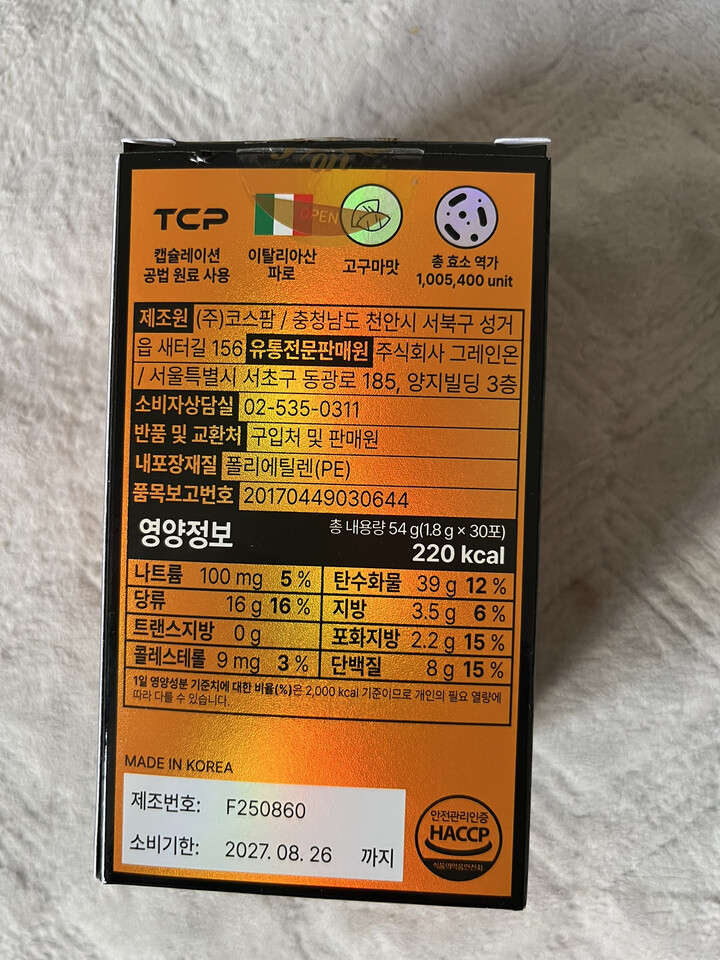 TCP
캡슐레이션
공법 원료 사용
이탈리아산
파로
OPEN
고구마맛
총 효소 역가
1,005,400 unit
제조원 (주)코스팜 / 충청남도 천안시 서북구 성거
읍 새터길 156 유통전문판매원 주식회사 그레인온
/ 서울특별시 서초구 동광로 185, 양지빌딩 3층
소비자상담실 02-535-0311
반품 및 교환처 구입처 및 판매원
내포장재질 폴리에틸렌(PE)
품목보고번호 20170449030644
영양정보 총 내용량 54 g(1.8 g × 30포)
220 kcal
나트륨 100 mg 5 % 탄수화물 39 g 12 %
당류 16 g 16 % 지방 3.5 g 6 %
트랜스지방 0 g 포화지방 2.2 g 15 %
콜레스테롤 9 mg 3 % 단백질 8 g 15 %
1일 영양성분 기준치에 대한 비율(%)은 2,000 kcal 기준이므로 개인의 필요 열량에
따라 다를 수 있습니다.
MADE IN KOREA
제조번호: F250860
소비기한: 2027. 08. 26 까지
안전관리인증
HACCP
식품의약품안전처